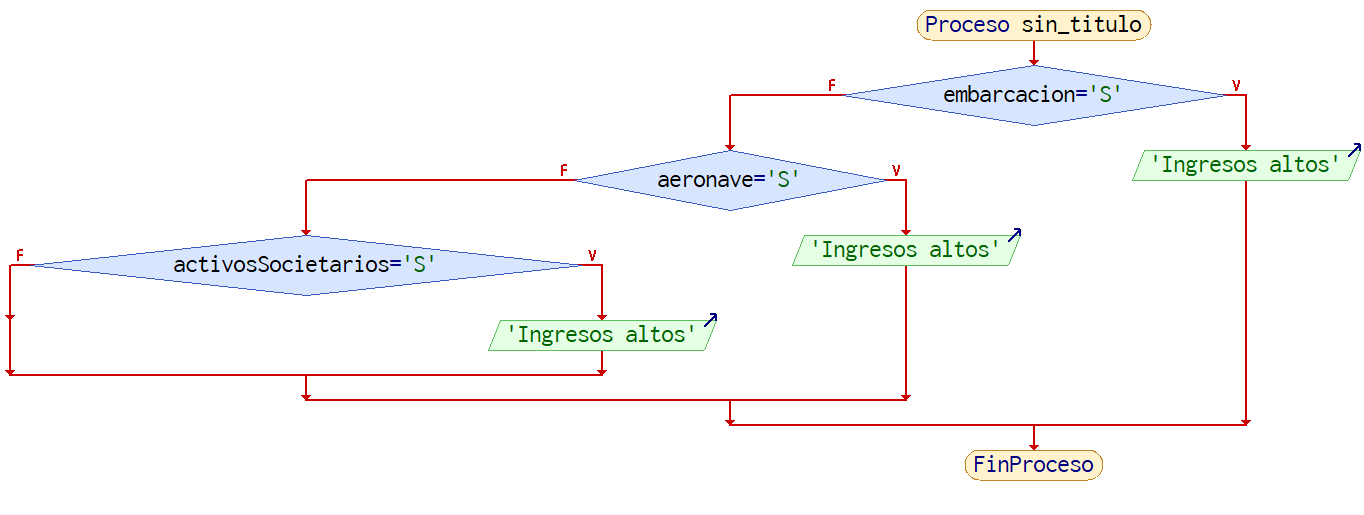 Proceso sin_titulo
F
embarcacion='S'
V
'Ingresos altos'
F
aeronave='S'
V
'Ingresos altos'
F
activosSocietarios='S'
V
'Ingresos altos'
FinProceso